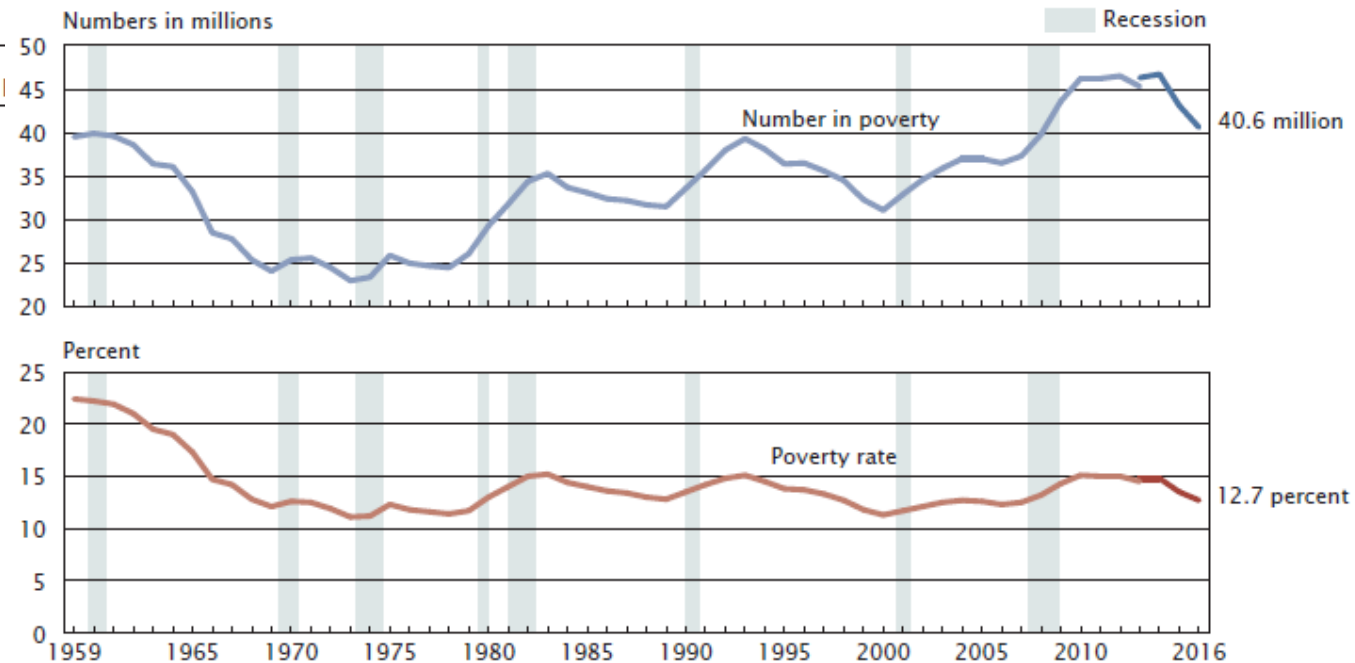 Numbers in millions
Recession
50
45
40
35
30
25
20
Number in poverty
40.6 million
Percent
25
20
15
10
5
0
Poverty rate
12.7 percent
1959 1965 1970 1975 1980 1985 1990 1995 2000 2005 2010 2016